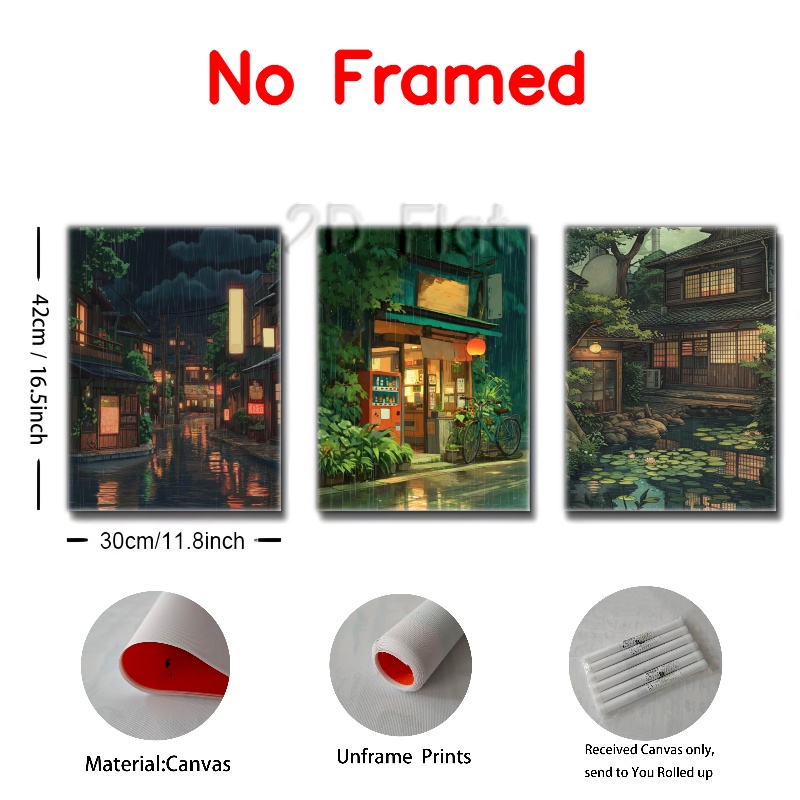 No Framed
2D Flat
42cm / 16.5inch
30cm/11.8inch
Material:Canvas
Unframe Prints
Received Canvas only,
send to You Rolled up